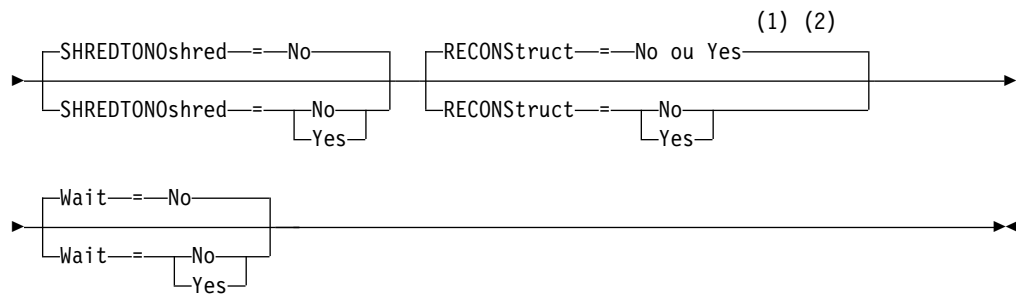 (1) (2)
SHREDTONOshred = No RECONStruct = No ou Yes
SHREDTONOshred = No RECONStruct = No
Yes Yes
Wait = No
Wait = No
Yes